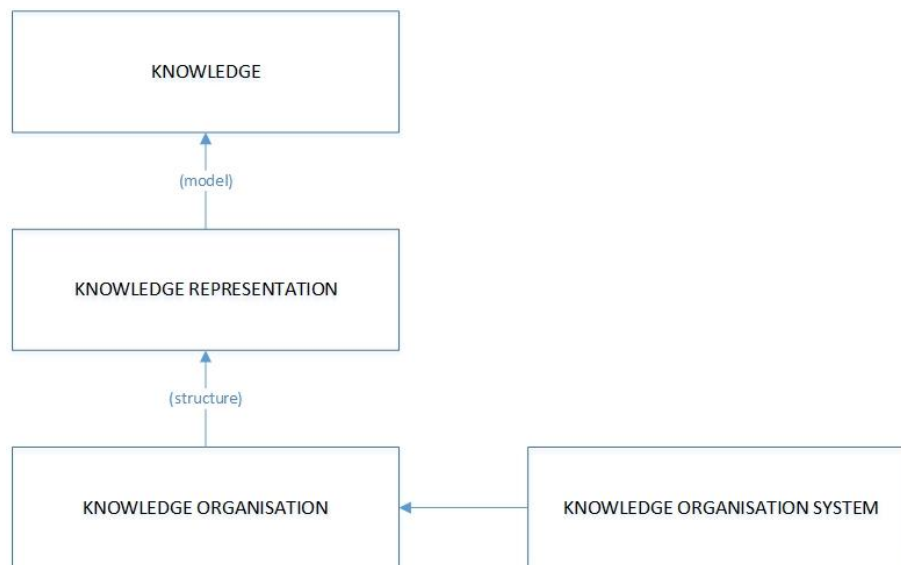 KNOWLEDGE
(model)
KNOWLEDGE REPRESENTATION
(structure)
KNOWLEDGE ORGANISATION
KNOWLEDGE ORGANISATION SYSTEM